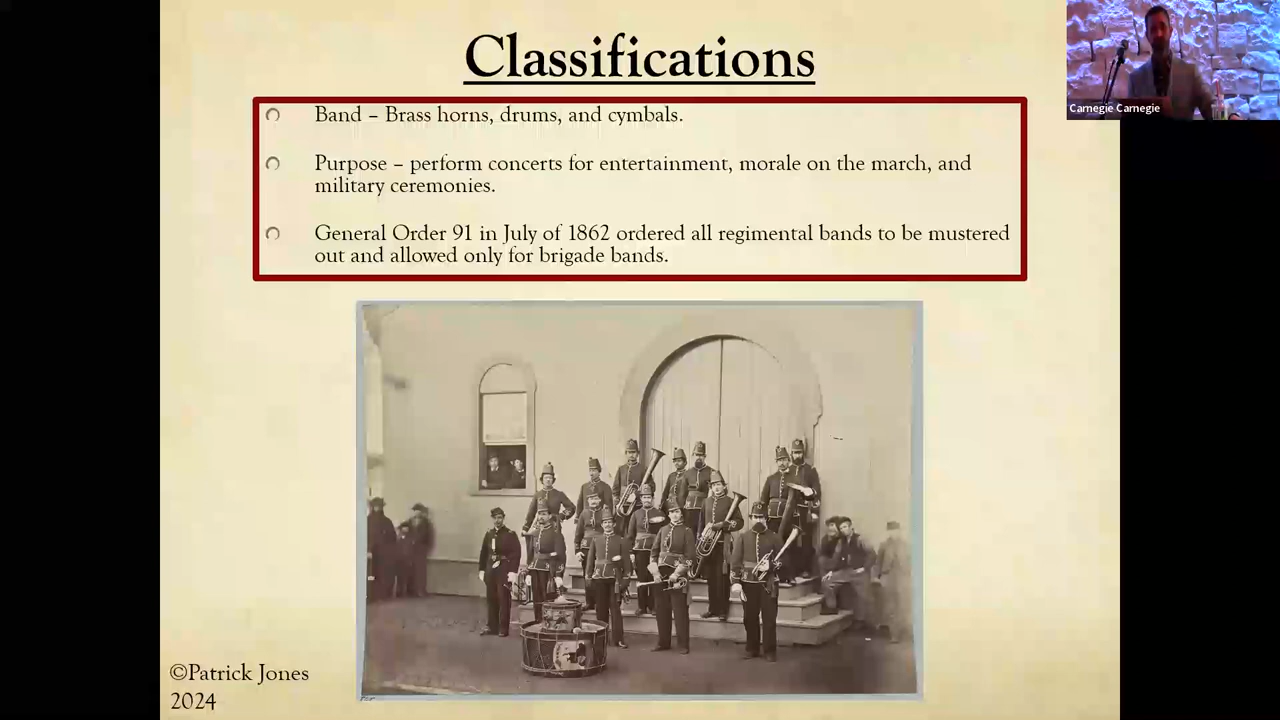 Classifications
Band – Brass horns, drums, and cymbals.
Purpose – perform concerts for entertainment, morale on the march, and
military ceremonies.
General Order 91 in July of 1862 ordered all regimental bands to be mustered
out and allowed only for brigade bands.
Carnegie Carnegie
©Patrick Jones
2024